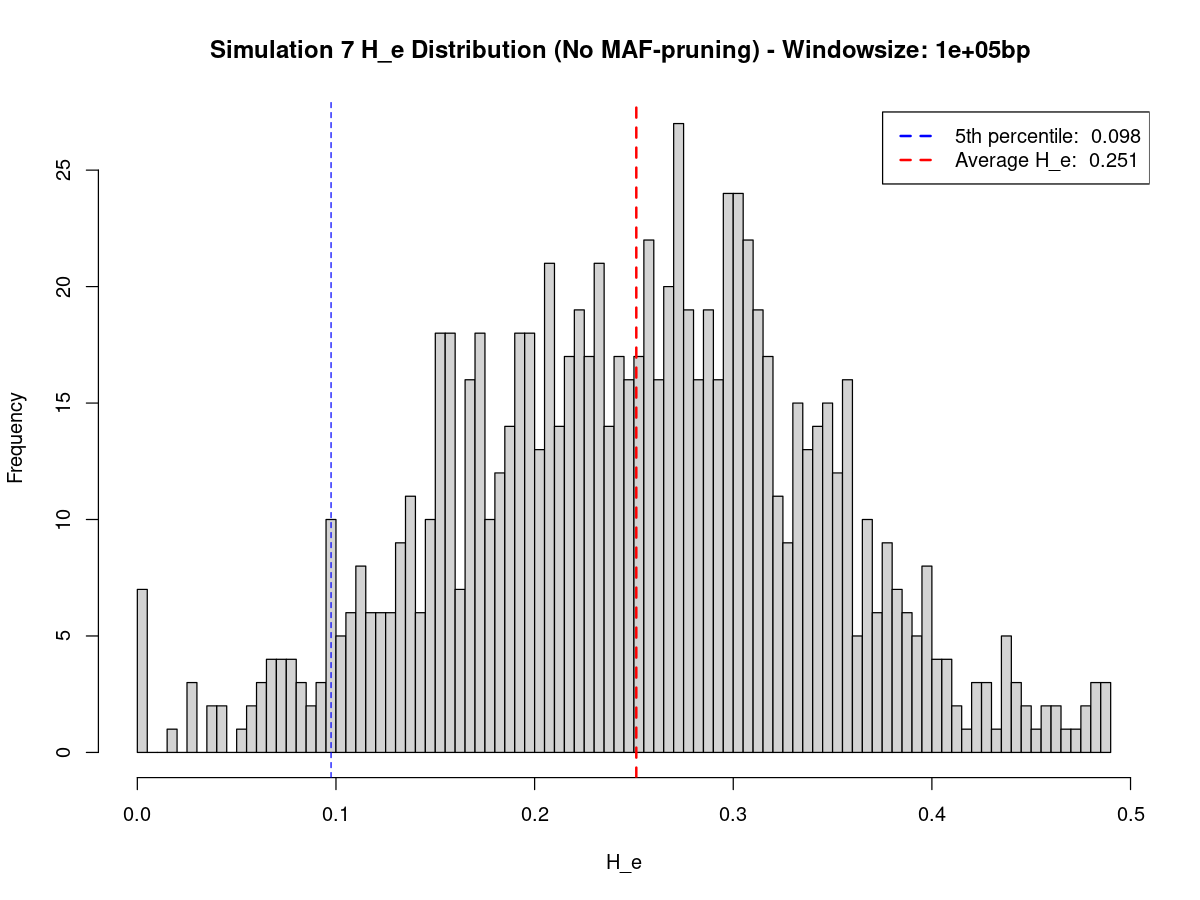 Simulation 7 H_e Distribution (No MAF-pruning) - Windowsize: 1e+05bp
5th percentile: 0.098
Average H_e: 0.251
Frequency
25
20
15
10
5
0
0.0 0.1 0.2 0.3 0.4 0.5
H_e